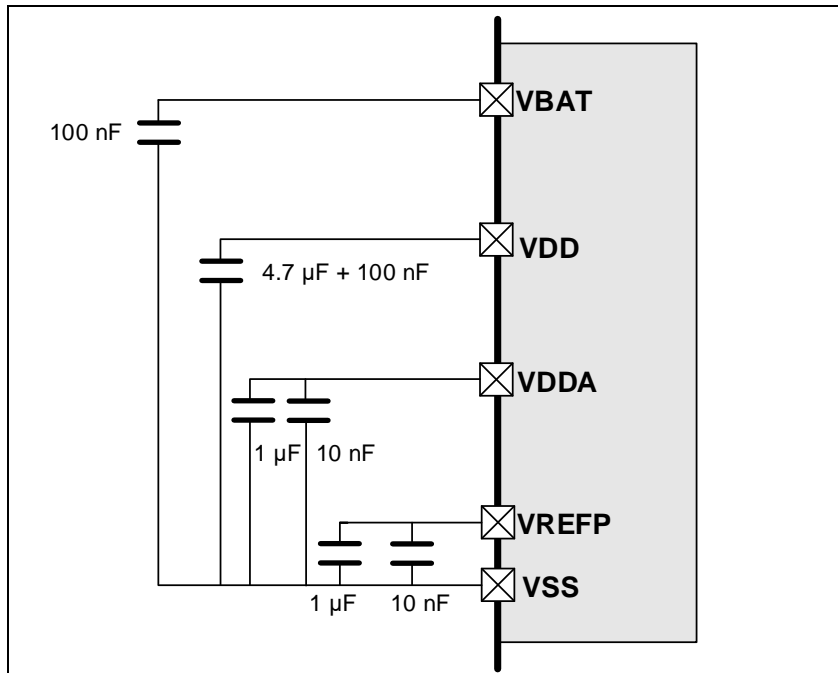 VBAT
100 nF
VDD
4.7 µF + 100 nF
VDDA
1 µF 10 nF
VREFP
VSS
1 µF 10 nF